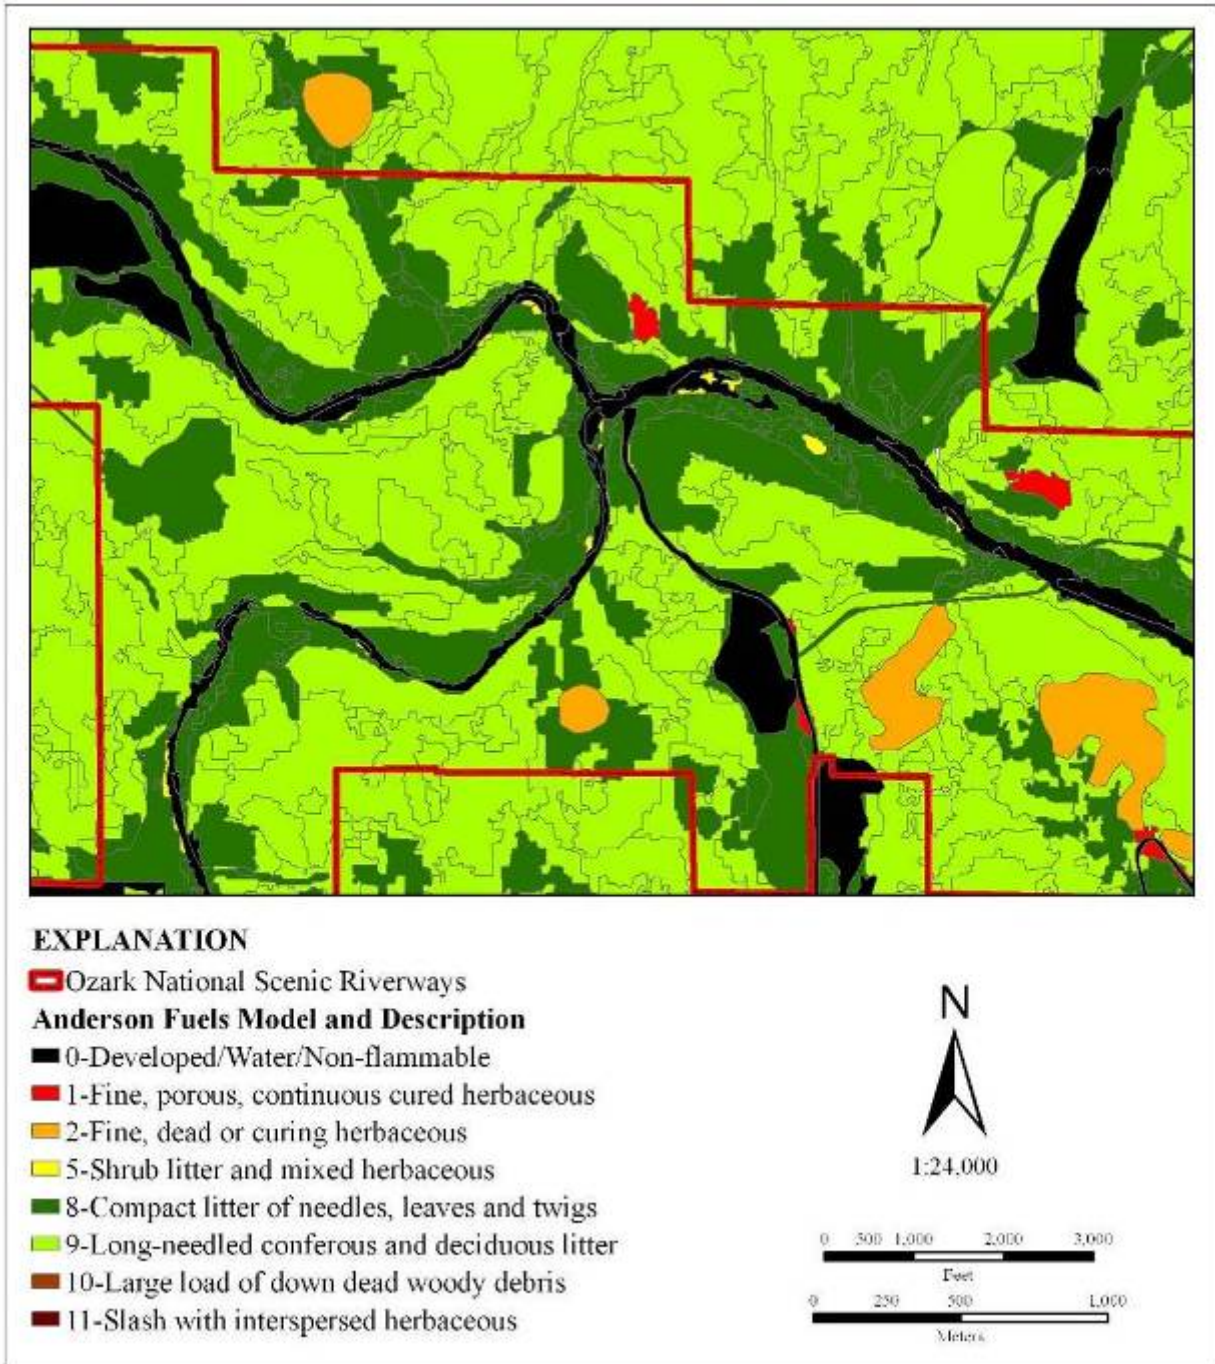 EXPLANATION
Ozark National Scenic Riverways
Anderson Fuels Model and Description
0-Developed/Water/Non-flammable
1-Fine, porous, continuous cured herbaceous
2-Fine, dead or curing herbaceous
5-Shrub litter and mixed herbaceous
8-Compact litter of needles, leaves and twigs
9-Long-needled conferous and deciduous litter
10-Large load of down dead woody debris
11-Slash with interspersed herbaceous
N
1:24,000
0 500 1,000 2,000 3,000
Feet
0 250 500 1,000
Meters